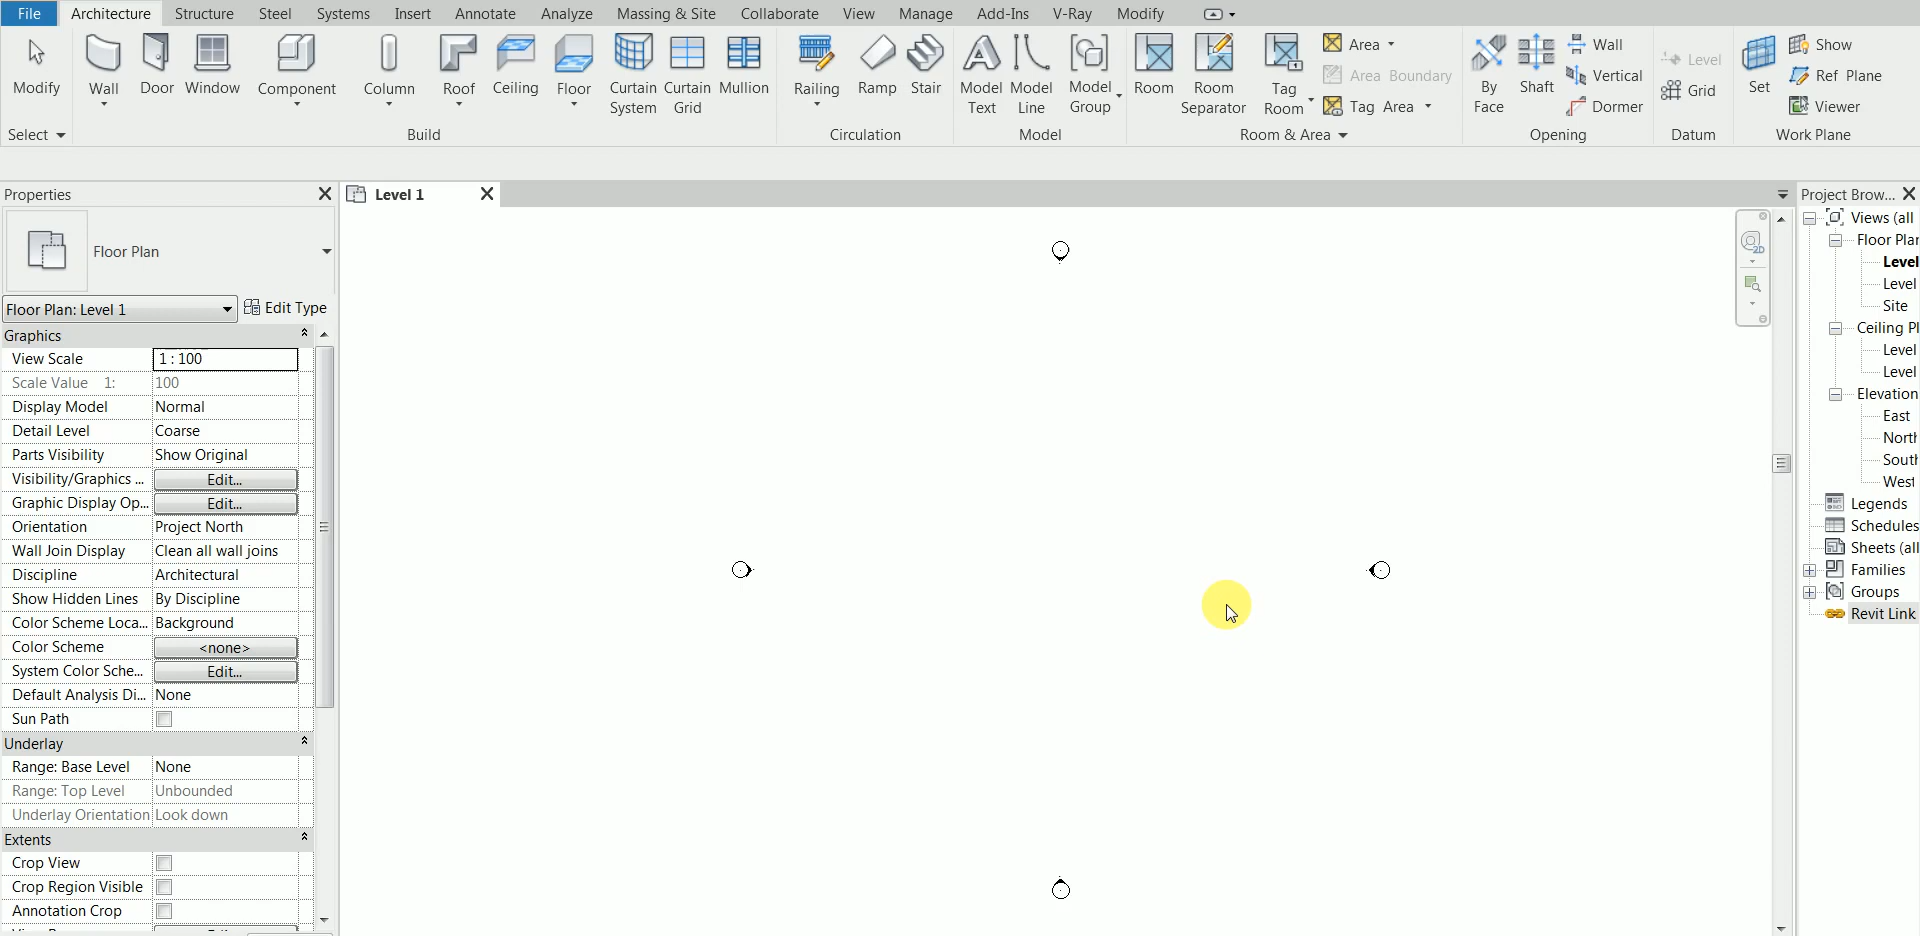 File Architecture Structure Steel Systems Insert Annotate Analyze Massing & Site Collaborate View Manage Add-Ins V-Ray Modify
Modify
Wall
Door
Window
Component
Column
Roof
Ceiling
Floor
Curtain System
Curtain Grid
Mullion
Railing
Ramp
Stair
Model Text
Model Line
Model Group
Room
Room Separator
Tag Room
Area
Area Boundary
Tag Area
By Face
Shaft
Wall
Vertical
Dormer
Level
Grid
Set
Show
Ref Plane
Viewer
Select Build Circulation Model Room & Area Opening Datum Work Plane
Properties
Floor Plan
Floor Plan: Level 1 Edit Type
Graphics
View Scale 1 : 100
Scale Value 1: 100
Display Model Normal
Detail Level Coarse
Parts Visibility Show Original
Visibility/Graphics ... Edit...
Graphic Display Op... Edit...
Orientation Project North
Wall Join Display Clean all wall joins
Discipline Architectural
Show Hidden Lines By Discipline
Color Scheme Loca... Background
Color Scheme <none>
System Color Sche... Edit...
Default Analysis Di... None
Sun Path
Underlay
Range: Base Level None
Range: Top Level Unbounded
Underlay Orientation Look down
Extents
Crop View
Crop Region Visible
Annotation Crop
Level 1
2D
Project Brow...
Views (all
Floor Plan
Level
Level
Site
Ceiling Pl
Level
Level
Elevation
East
North
South
West
Legends
Schedules
Sheets (all
Families
Groups
Revit Link